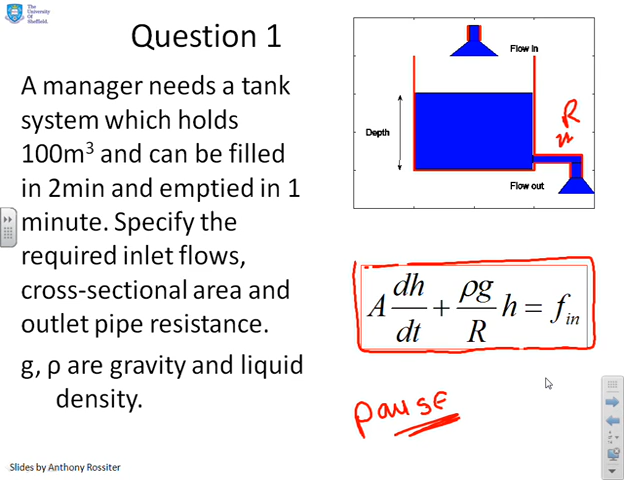 The
University
Of
Sheffield.
Question 1
A manager needs a tank
system which holds
100m³ and can be filled
in 2min and emptied in 1
minute. Specify the
required inlet flows,
cross-sectional area and
outlet pipe resistance.
g, ρ are gravity and liquid
density.
Flow in
Depth
R
Flow out
A dh/dt + ρg/R h = f_in
pause
Slides by Anthony Rossiter